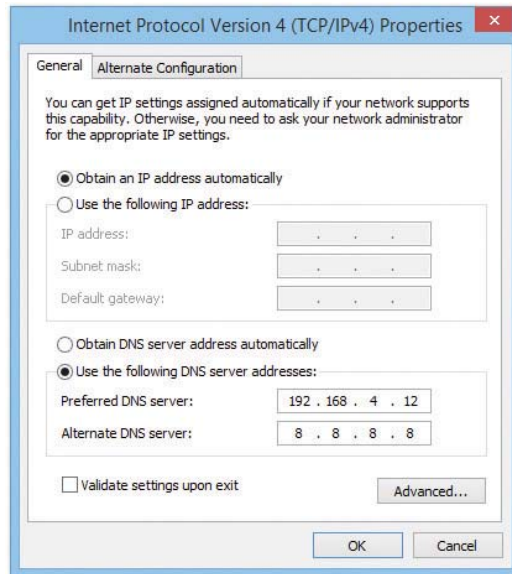 Internet Protocol Version 4 (TCP/IPv4) Properties
General
Alternate Configuration
You can get IP settings assigned automatically if your network supports
this capability. Otherwise, you need to ask your network administrator
for the appropriate IP settings.
Obtain an IP address automatically
Use the following IP address:
IP address:
. . .
Subnet mask:
. . .
Default gateway:
. . .
Obtain DNS server address automatically
Use the following DNS server addresses:
Preferred DNS server:
192 . 168 . 4 . 12
Alternate DNS server:
8 . 8 . 8 . 8
Validate settings upon exit
Advanced...
OK
Cancel